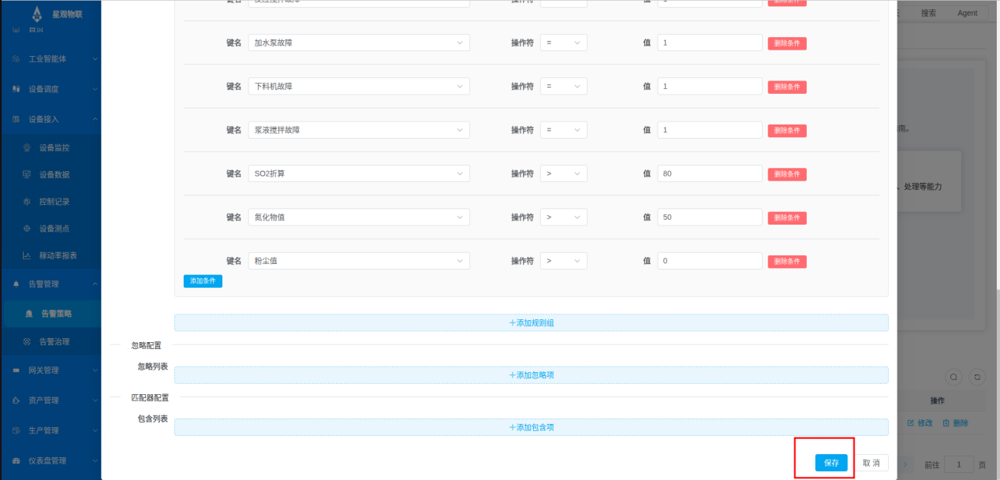 星观物联
搜索 Agent
首页
键名 加水泵故障 操作符 = 值 1 删除条件
工业智能体
键名 下料机故障 操作符 = 值 1 删除条件
设备调度
设备接入
键名 浆液搅拌故障 操作符 = 值 1 删除条件
南。
设备监控
键名 SO2折算 操作符 > 值 80 删除条件
设备数据
、处理等能力
控制记录
键名 氮化物值 操作符 > 值 50 删除条件
设备测点
稼动率报表
键名 粉尘值 操作符 > 值 0 删除条件
添加条件
告警管理
告警策略
+添加规则组
告警治理
忽略配置
忽略列表
+添加忽略项
网关管理
匹配器配置
资产管理
操作
包含列表
+添加包含项
修改 删除
生产管理
仪表盘管理
保存 取消
前往 1 页